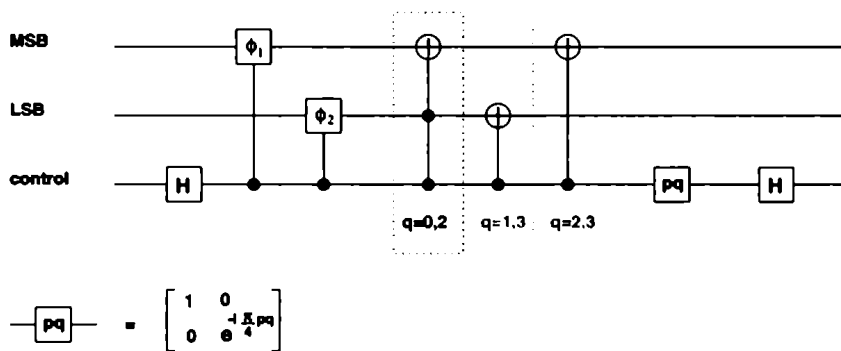 MSB
ϕ₁
LSB
ϕ₂
control
H
pq
H
q=0,2
q=1,3
q=2,3
pq = [ 1 0
0 e^{-i π/4 pq} ]